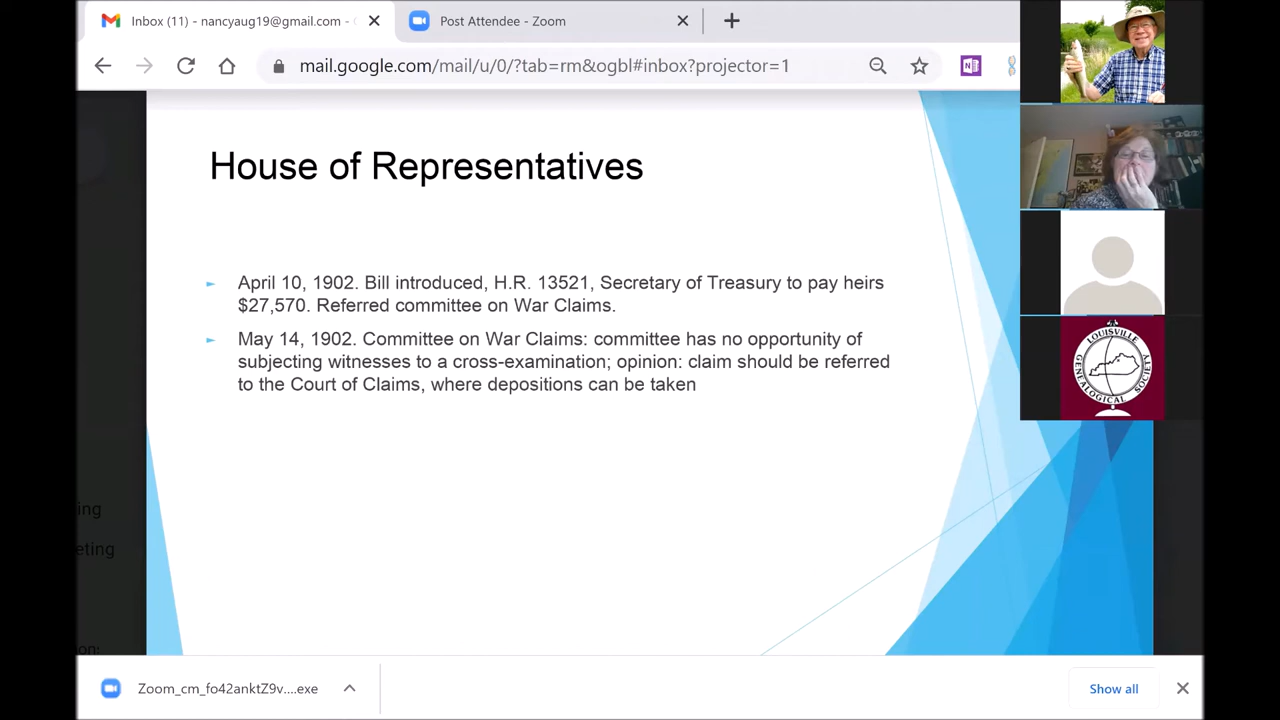 Inbox (11) - nancyaug19@gmail.com -
Post Attendee - Zoom
mail.google.com/mail/u/0/?tab=rm&ogbl#inbox?projector=1
House of Representatives
April 10, 1902. Bill introduced, H.R. 13521, Secretary of Treasury to pay heirs
$27,570. Referred committee on War Claims.
May 14, 1902. Committee on War Claims: committee has no opportunity of
subjecting witnesses to a cross-examination; opinion: claim should be referred
to the Court of Claims, where depositions can be taken
LOUISVILLE
GENEALOGICAL
SOCIETY
ing
eting
on:
Zoom_cm_fo42anktZ9v....exe
Show all